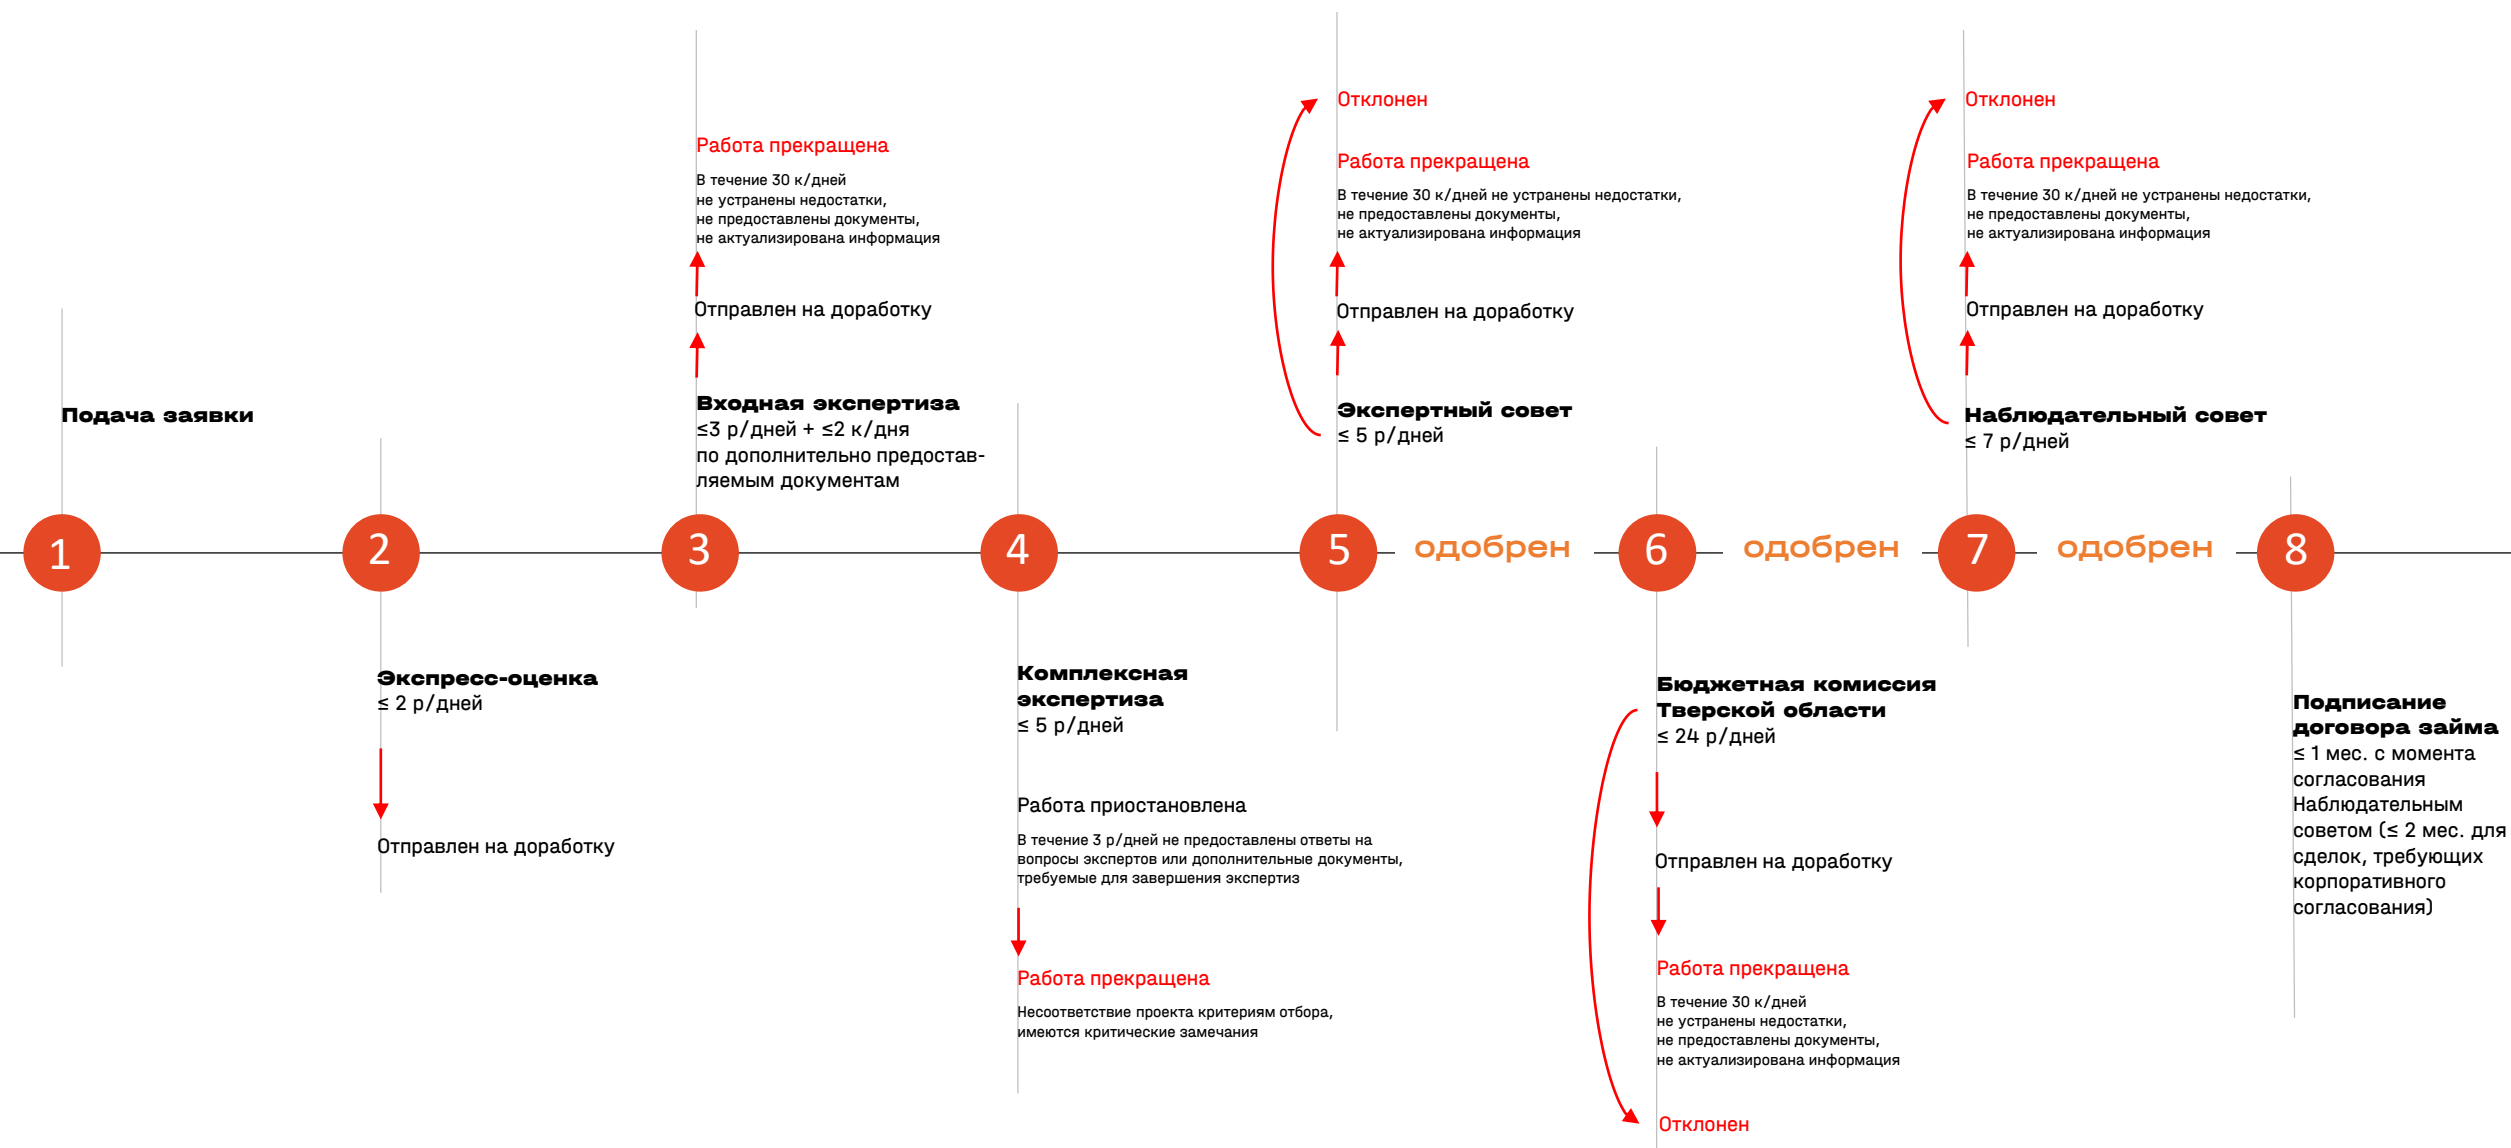 1
Подача заявки
2
Экспресс-оценка
≤ 2 р/дней
Отправлен на доработку
3
Работа прекращена
В течение 30 к/дней
не устранены недостатки,
не предоставлены документы,
не актуализирована информация
Отправлен на доработку
Входная экспертиза
≤3 р/дней + ≤2 к/дня
по дополнительно предостав-
ляемым документам
4
Комплексная
экспертиза
≤ 5 р/дней
Работа приостановлена
В течение 3 р/дней не предоставлены ответы на
вопросы экспертов или дополнительные документы,
требуемые для завершения экспертиз
Работа прекращена
Несоответствие проекта критериям отбора,
имеются критические замечания
5
Отклонен
Работа прекращена
В течение 30 к/дней не устранены недостатки,
не предоставлены документы,
не актуализирована информация
Отправлен на доработку
Экспертный совет
≤ 5 р/дней
одобрен
6
Бюджетная комиссия
Тверской области
≤ 24 р/дней
Отправлен на доработку
Работа прекращена
В течение 30 к/дней
не устранены недостатки,
не предоставлены документы,
не актуализирована информация
Отклонен
одобрен
7
Отклонен
Работа прекращена
В течение 30 к/дней не устранены недостатки,
не предоставлены документы,
не актуализирована информация
Отправлен на доработку
Наблюдательный совет
≤ 7 р/дней
одобрен
8
Подписание
договора займа
≤ 1 мес. с момента
согласования
Наблюдательным
советом (≤ 2 мес. для
сделок, требующих
корпоративного
согласования)